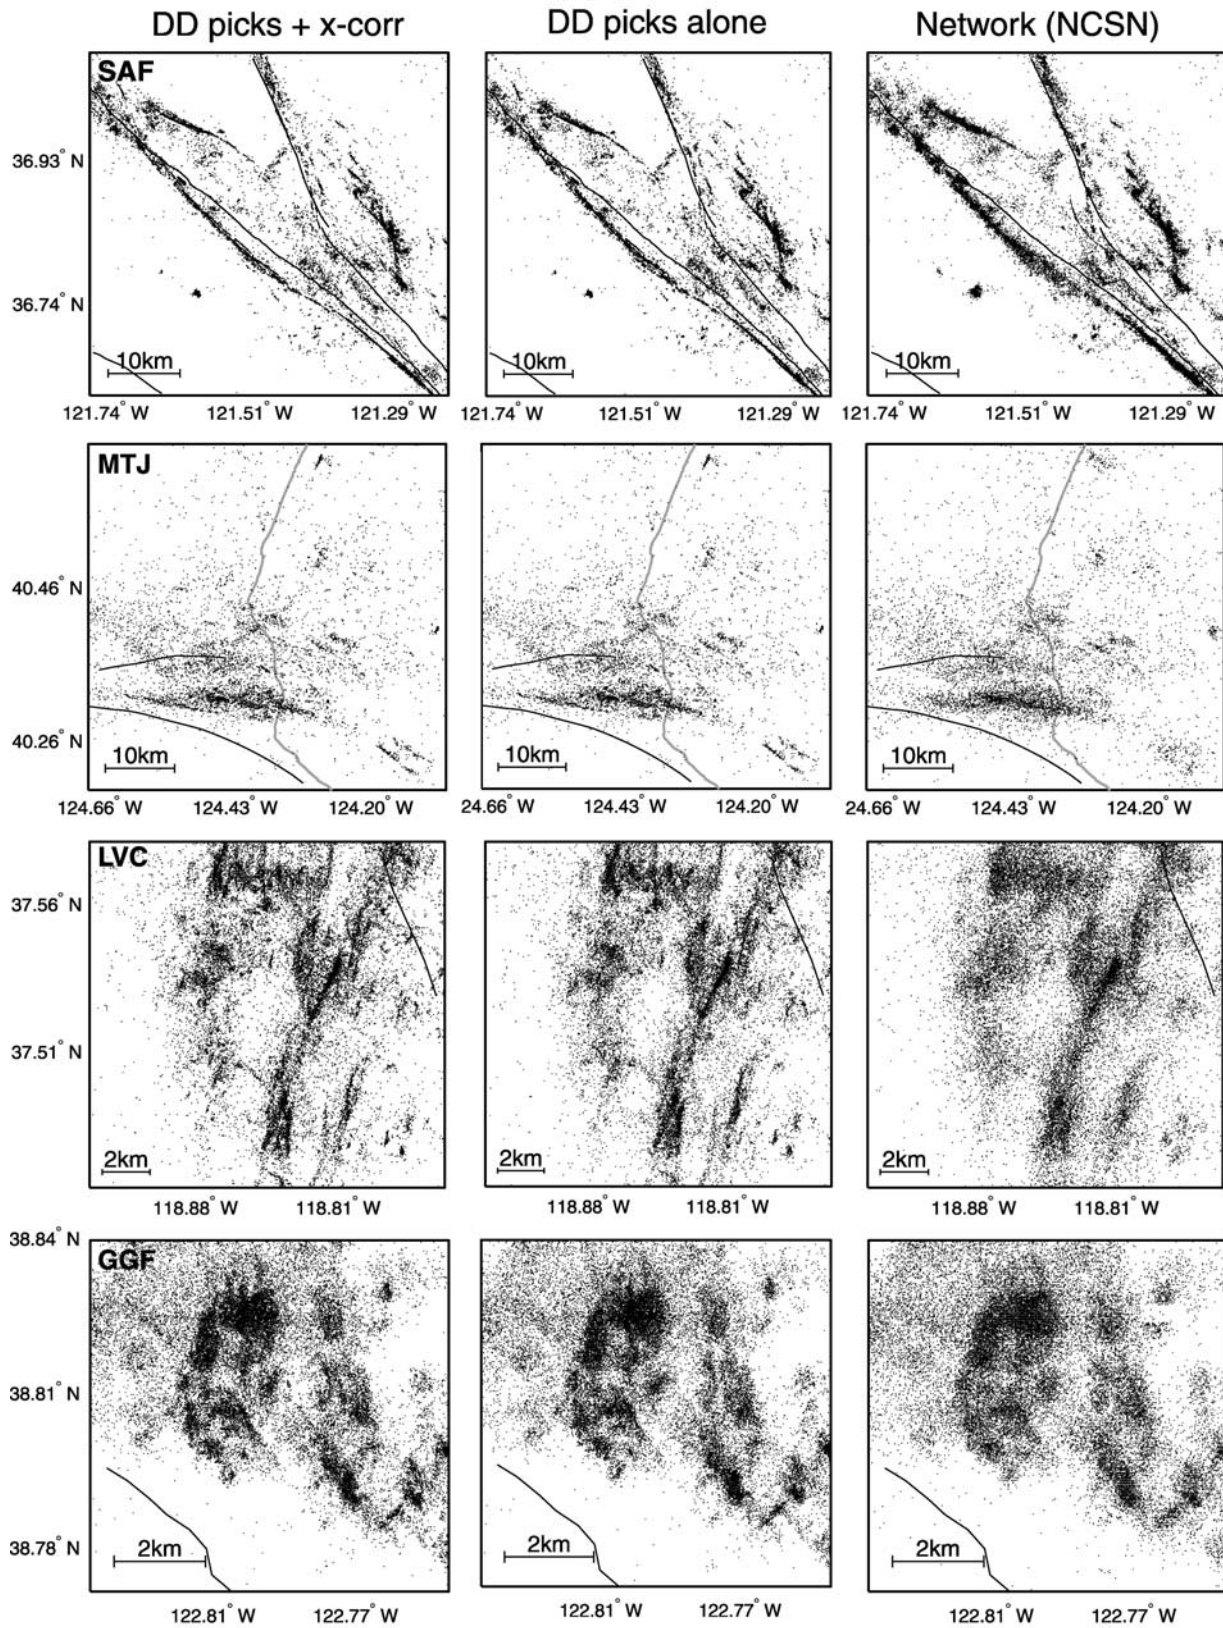 DD picks + x-corr DD picks alone Network (NCSN)
SAF
36.93° N
36.74° N
10km 10km 10km
121.74° W 121.51° W 121.29° W 121.74° W 121.51° W 121.29° W 121.74° W 121.51° W 121.29° W
MTJ
40.46° N
40.26° N
10km 10km 10km
124.66° W 124.43° W 124.20° W 24.66° W 124.43° W 124.20° W 24.66° W 124.43° W 124.20° W
LVC
37.56° N
37.51° N
2km 2km 2km
118.88° W 118.81° W 118.88° W 118.81° W 118.88° W 118.81° W
38.84° N
GGF
38.81° N
38.78° N
2km 2km 2km
122.81° W 122.77° W 122.81° W 122.77° W 122.81° W 122.77° W